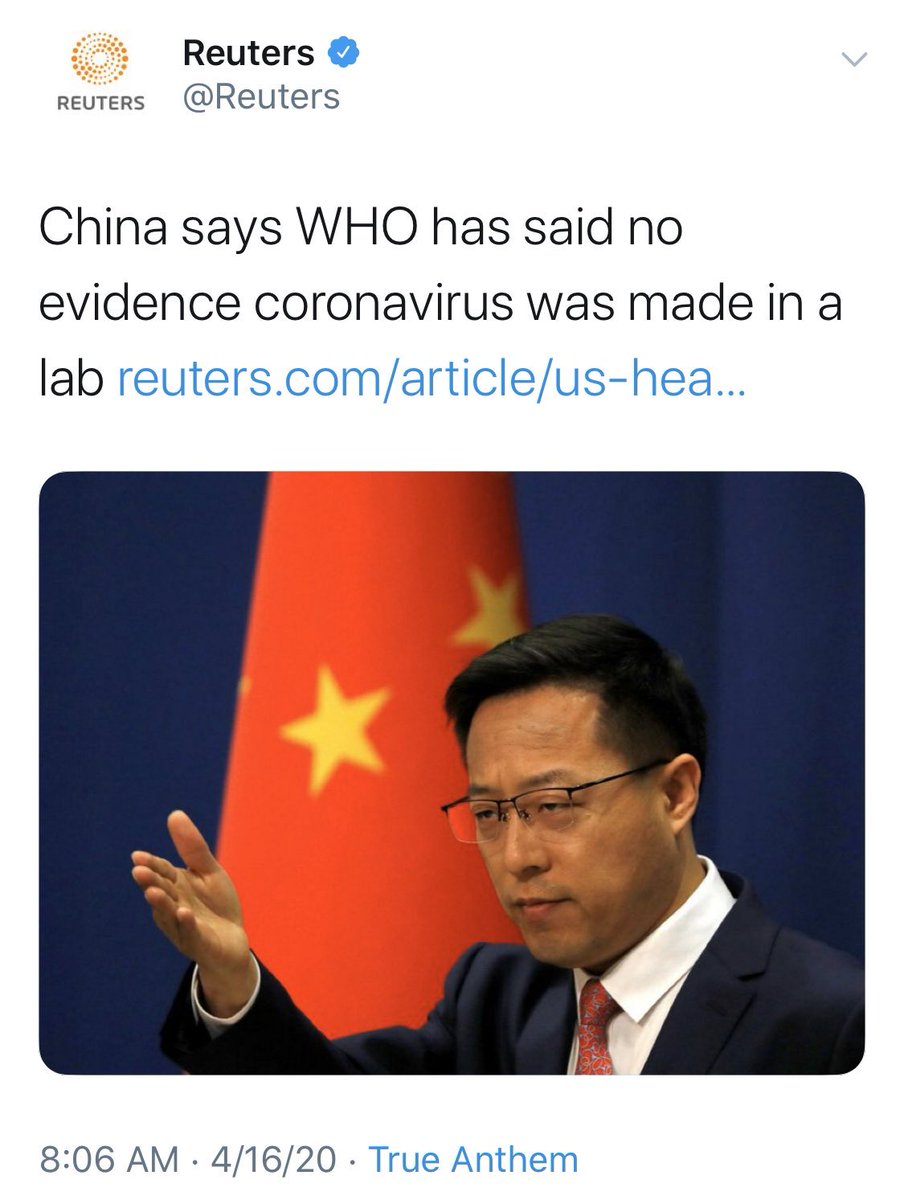 Reuters
REUTERS
@Reuters
China says WHO has said no
evidence coronavirus was made in a
lab reuters.com/article/us-hea...
8:06 AM · 4/16/20 · True Anthem